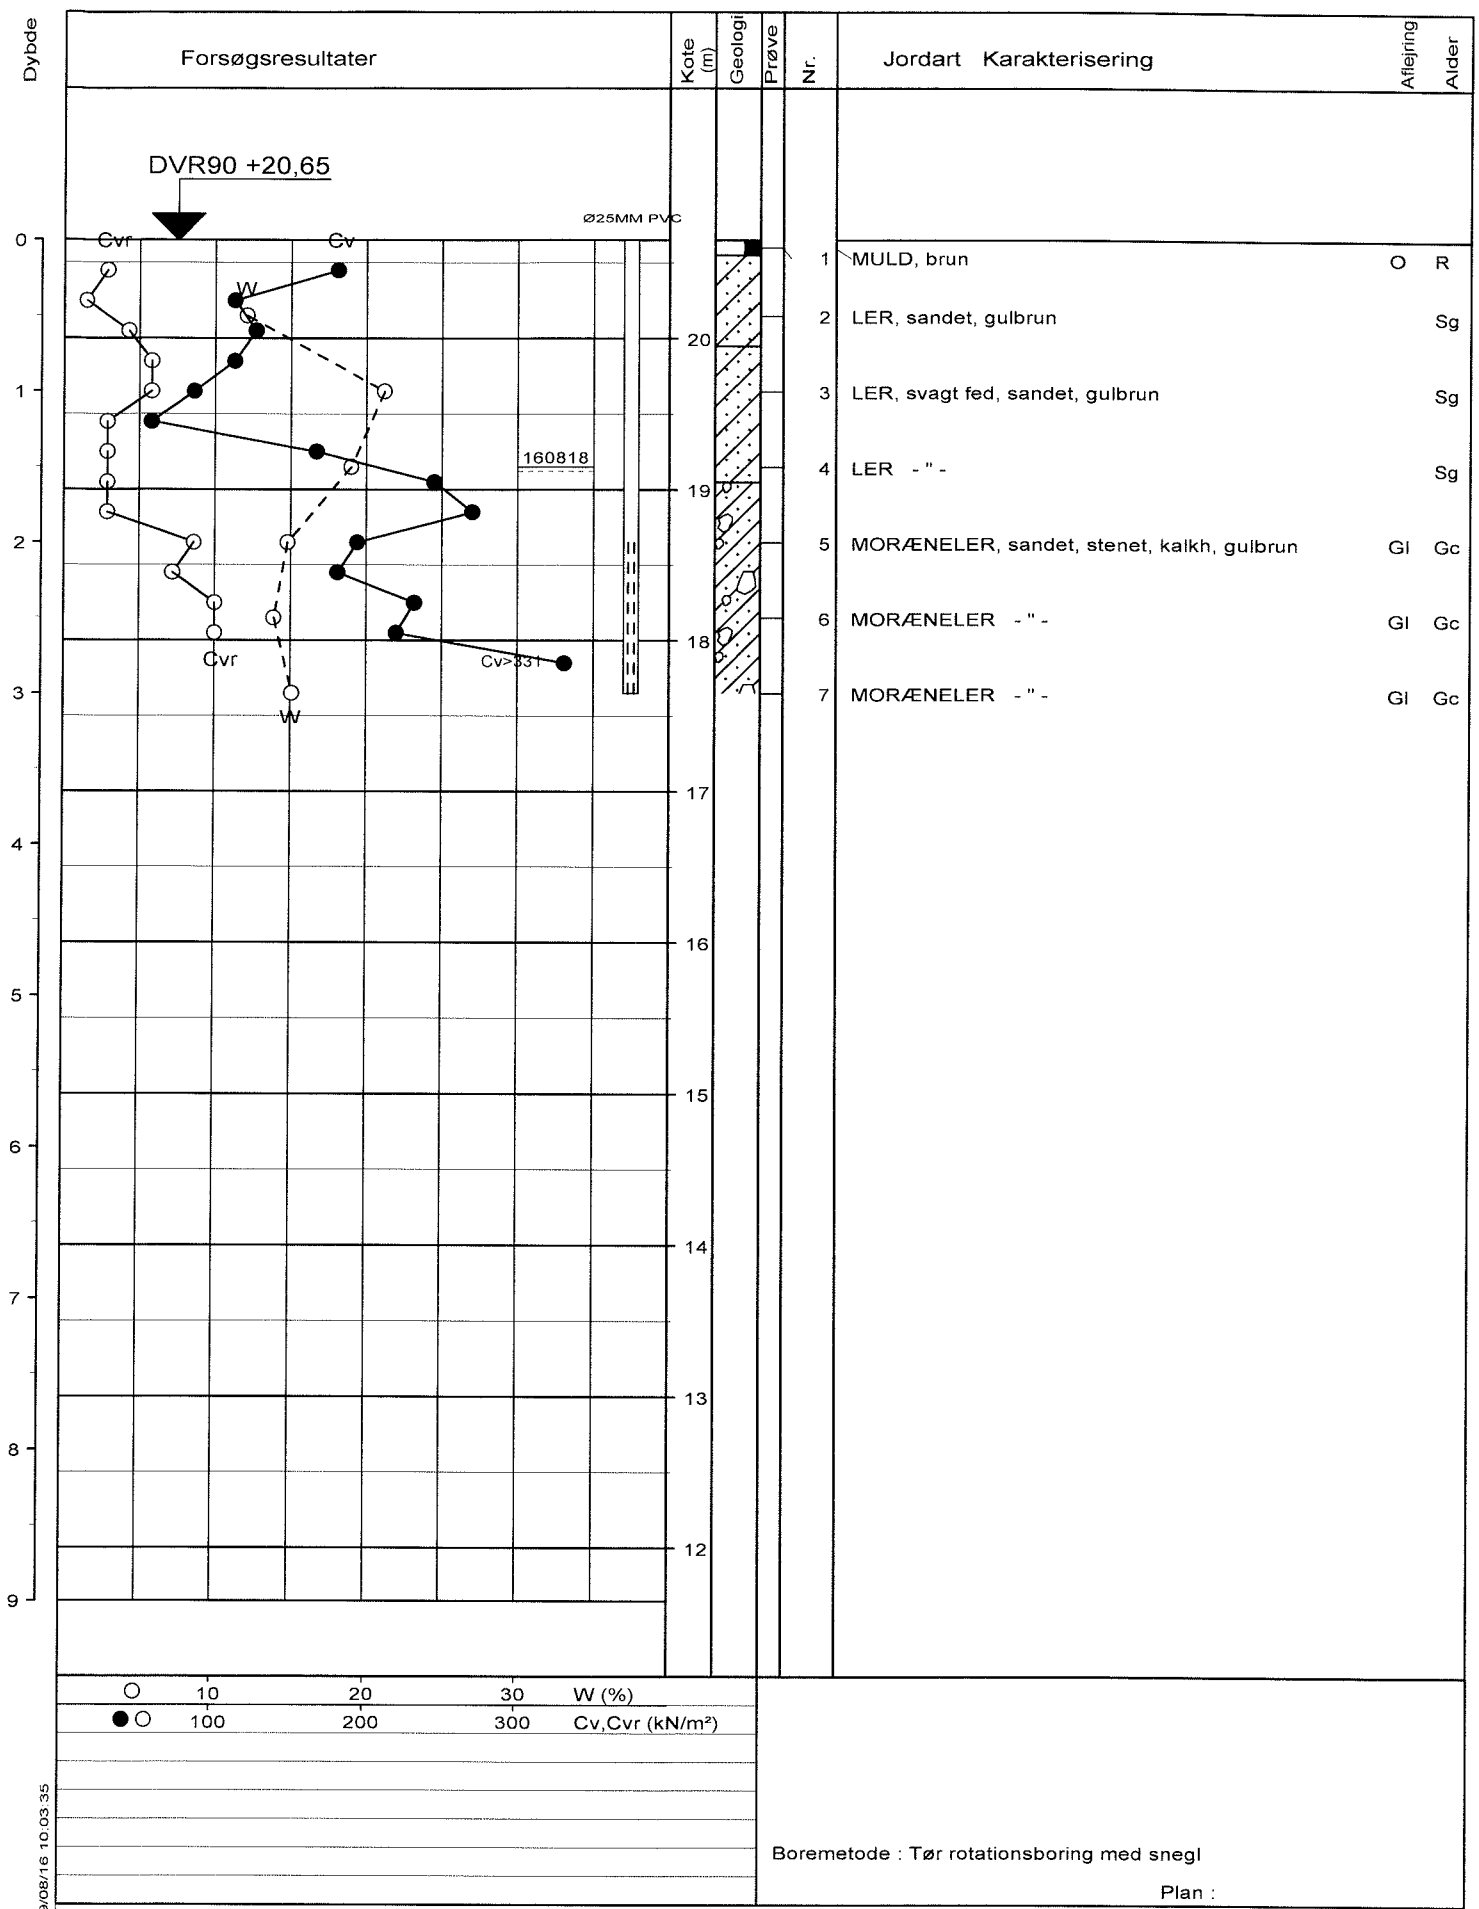 Dybde
Forsøgsresultater
Kote (m)
Geologi
Prøve
Nr.
Jordart Karakterisering
Aflejring
Alder
DVR90 +20,65
Ø25MM PVC
0
Cvr
Cv
1 MULD, brun O R
W
2 LER, sandet, gulbrun Sg
20
1
3 LER, svagt fed, sandet, gulbrun Sg
160818
4 LER - " - Sg
19
2
5 MORÆNELER, sandet, stenet, kalkh, gulbrun Gl Gc
6 MORÆNELER - " - Gl Gc
18
Cvr
Cv>331
3
7 MORÆNELER - " - Gl Gc
W
17
4
16
5
15
6
14
7
13
8
12
9
10 20 30 W (%)
100 200 300 Cv,Cvr (kN/m²)
9/08/16 10:03:35
Boremetode : Tør rotationsboring med snegl
Plan :